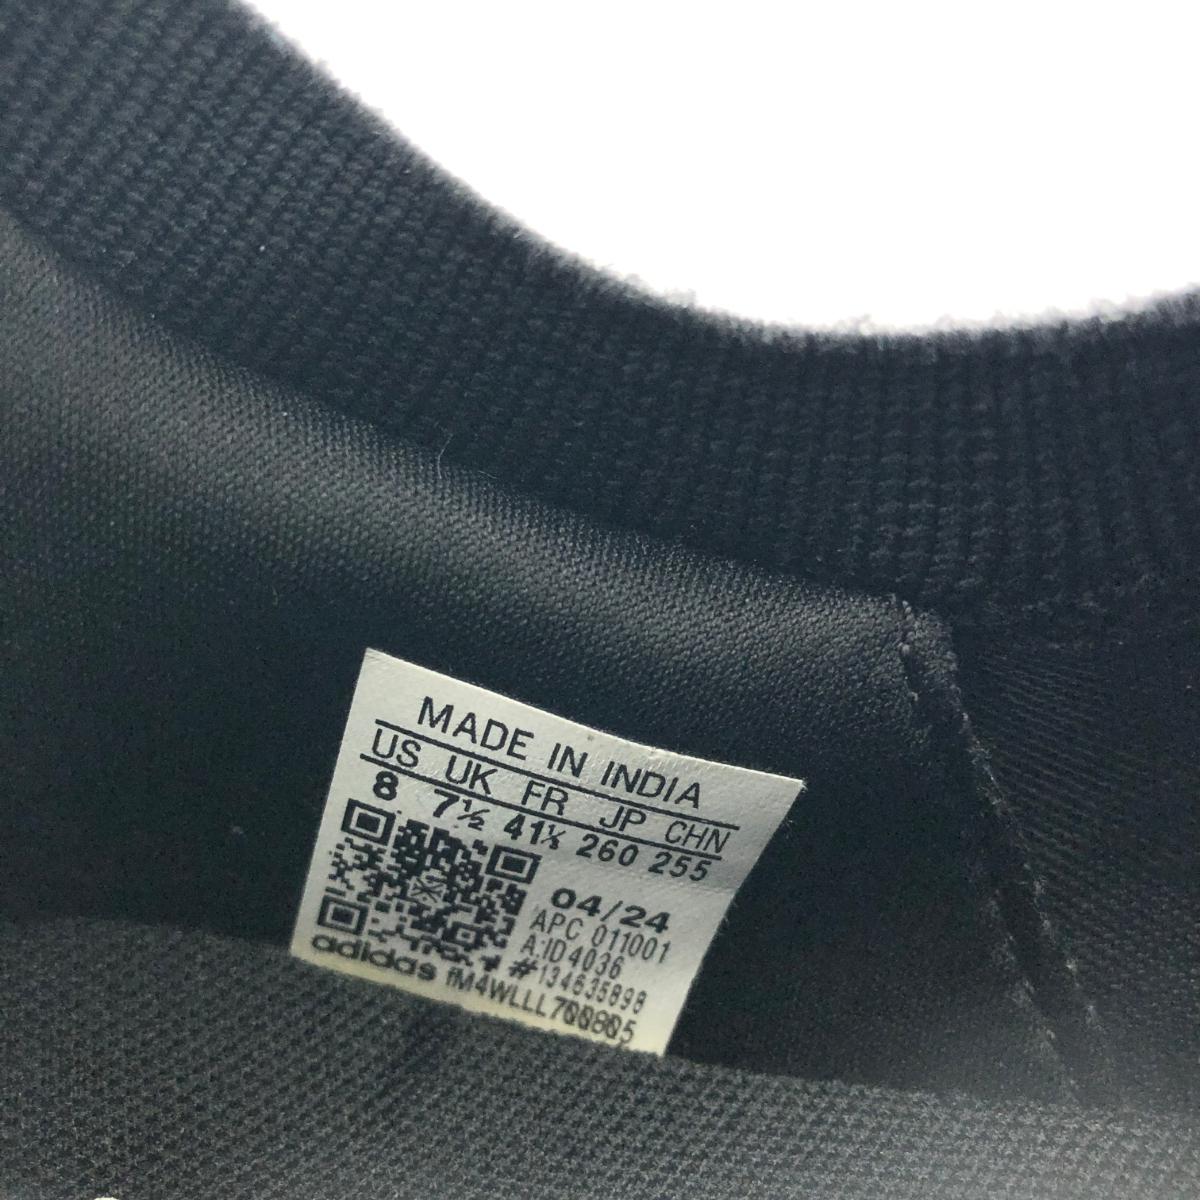 MADE IN INDIA
US UK FR JP CHN
8 7½ 41⅓ 260 255
04/24
APC 011001
A:ID4036
#134635898
adidas fM4WLLL700805